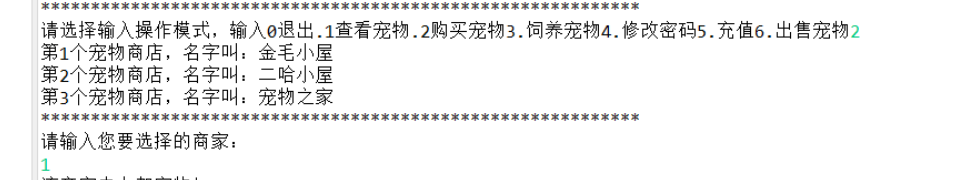 ************************************************************
请选择输入操作模式，输入0退出.1查看宠物.2购买宠物3.饲养宠物4.修改密码5.充值6.出售宠物2
第1个宠物商店，名字叫：金毛小屋
第2个宠物商店，名字叫：二哈小屋
第3个宠物商店，名字叫：宠物之家
************************************************************
请输入您要选择的商家：
1